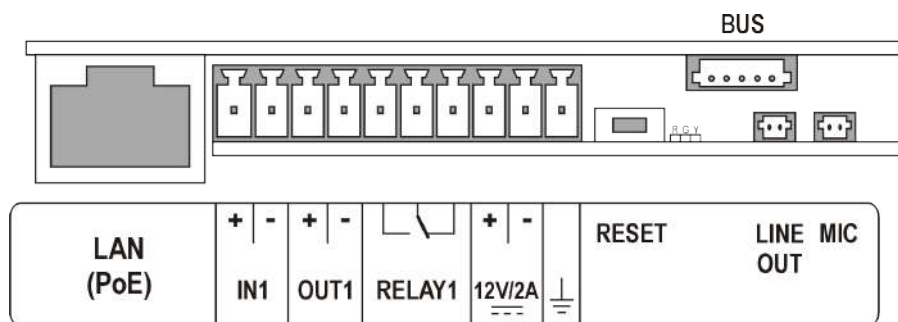 BUS
R G Y
+ - + - + -
LAN
(PoE)
IN1 OUT1 RELAY1 12V/2A
RESET
LINE
OUT
MIC